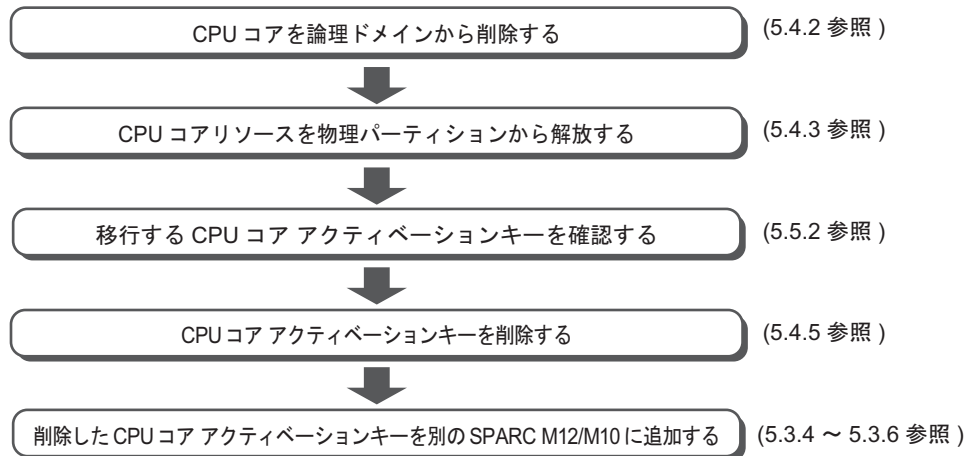 CPU コアを論理ドメインから削除する (5.4.2 参照 )
CPU コアリソースを物理パーティションから解放する (5.4.3 参照 )
移行する CPU コア アクティベーションキーを確認する (5.5.2 参照 )
CPU コア アクティベーションキーを削除する (5.4.5 参照 )
削除した CPU コア アクティベーションキーを別の SPARC M12/M10 に追加する (5.3.4 ~ 5.3.6 参照 )